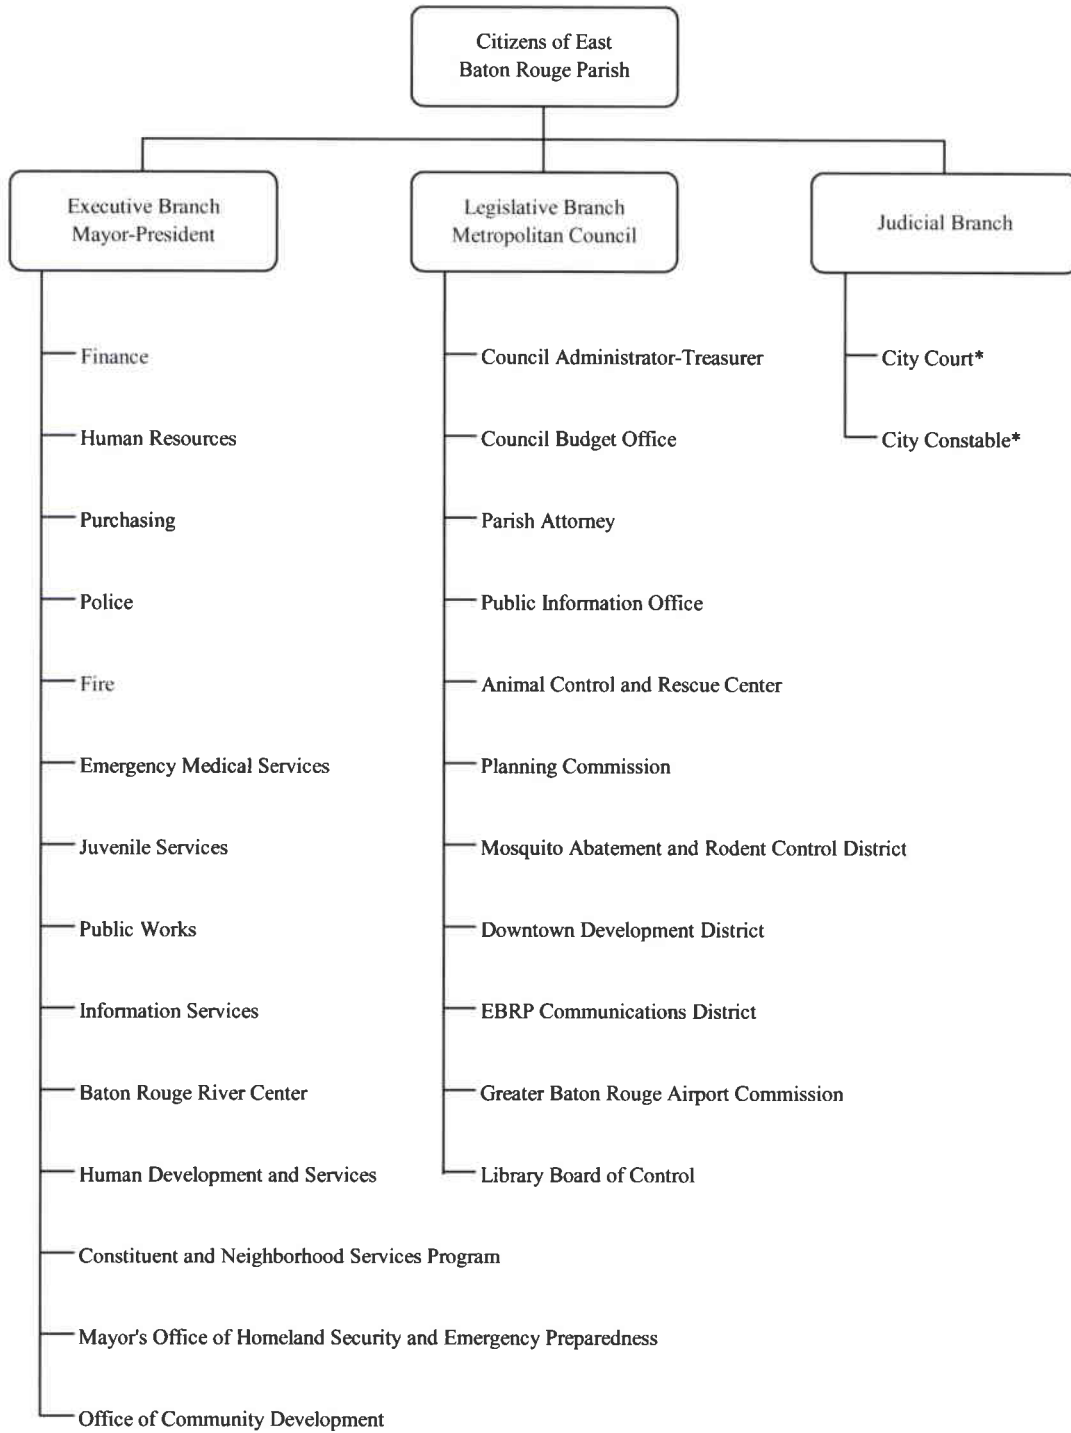 Citizens of East
Baton Rouge Parish
Executive Branch
Mayor-President
Legislative Branch
Metropolitan Council
Judicial Branch
Finance
Human Resources
Purchasing
Police
Fire
Emergency Medical Services
Juvenile Services
Public Works
Information Services
Baton Rouge River Center
Human Development and Services
Constituent and Neighborhood Services Program
Mayor's Office of Homeland Security and Emergency Preparedness
Office of Community Development
Council Administrator-Treasurer
Council Budget Office
Parish Attorney
Public Information Office
Animal Control and Rescue Center
Planning Commission
Mosquito Abatement and Rodent Control District
Downtown Development District
EBRP Communications District
Greater Baton Rouge Airport Commission
Library Board of Control
City Court*
City Constable*